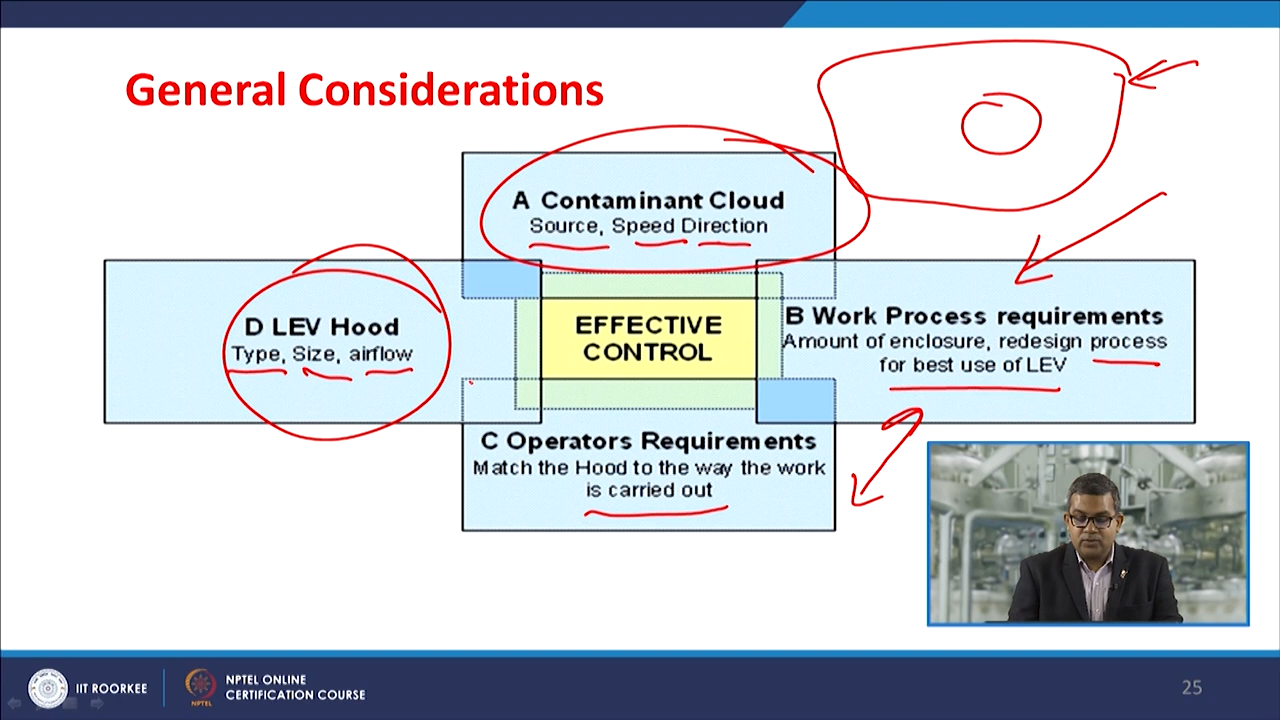 General Considerations
A Contaminant Cloud
Source, Speed Direction
D LEV Hood
Type, Size, airflow
EFFECTIVE
CONTROL
B Work Process requirements
Amount of enclosure, redesign process
for best use of LEV
C Operators Requirements
Match the Hood to the way the work
is carried out
IIT ROORKEE
NPTEL
NPTEL ONLINE
CERTIFICATION COURSE
25